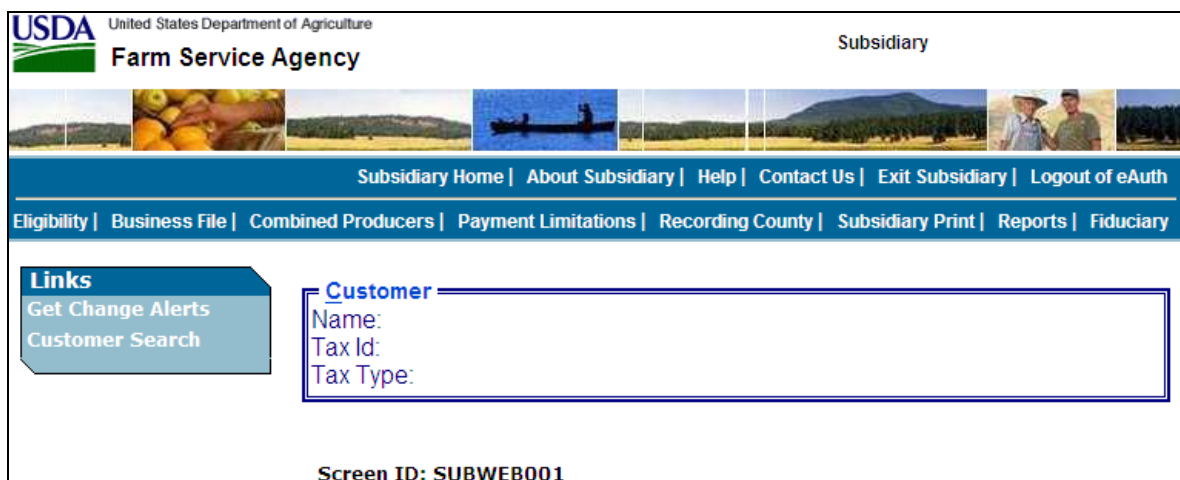 USDA
United States Department of Agriculture
Farm Service Agency
Subsidiary
Subsidiary Home | About Subsidiary | Help | Contact Us | Exit Subsidiary | Logout of eAuth
Eligibility | Business File | Combined Producers | Payment Limitations | Recording County | Subsidiary Print | Reports | Fiduciary
Links
Get Change Alerts
Customer Search
Customer
Name:
Tax Id:
Tax Type:
Screen ID: SUBWEB001